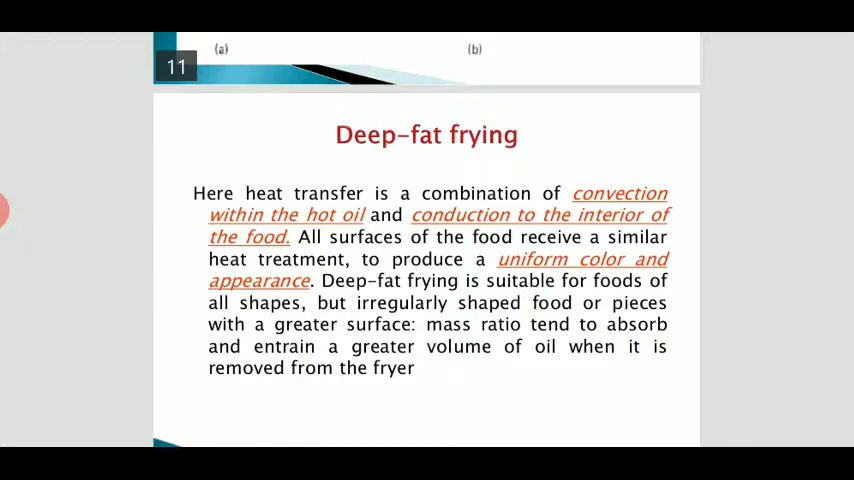 (a) (b)
11
Deep-fat frying
Here heat transfer is a combination of convection
within the hot oil and conduction to the interior of
the food. All surfaces of the food receive a similar
heat treatment, to produce a uniform color and
appearance. Deep-fat frying is suitable for foods of
all shapes, but irregularly shaped food or pieces
with a greater surface: mass ratio tend to absorb
and entrain a greater volume of oil when it is
removed from the fryer